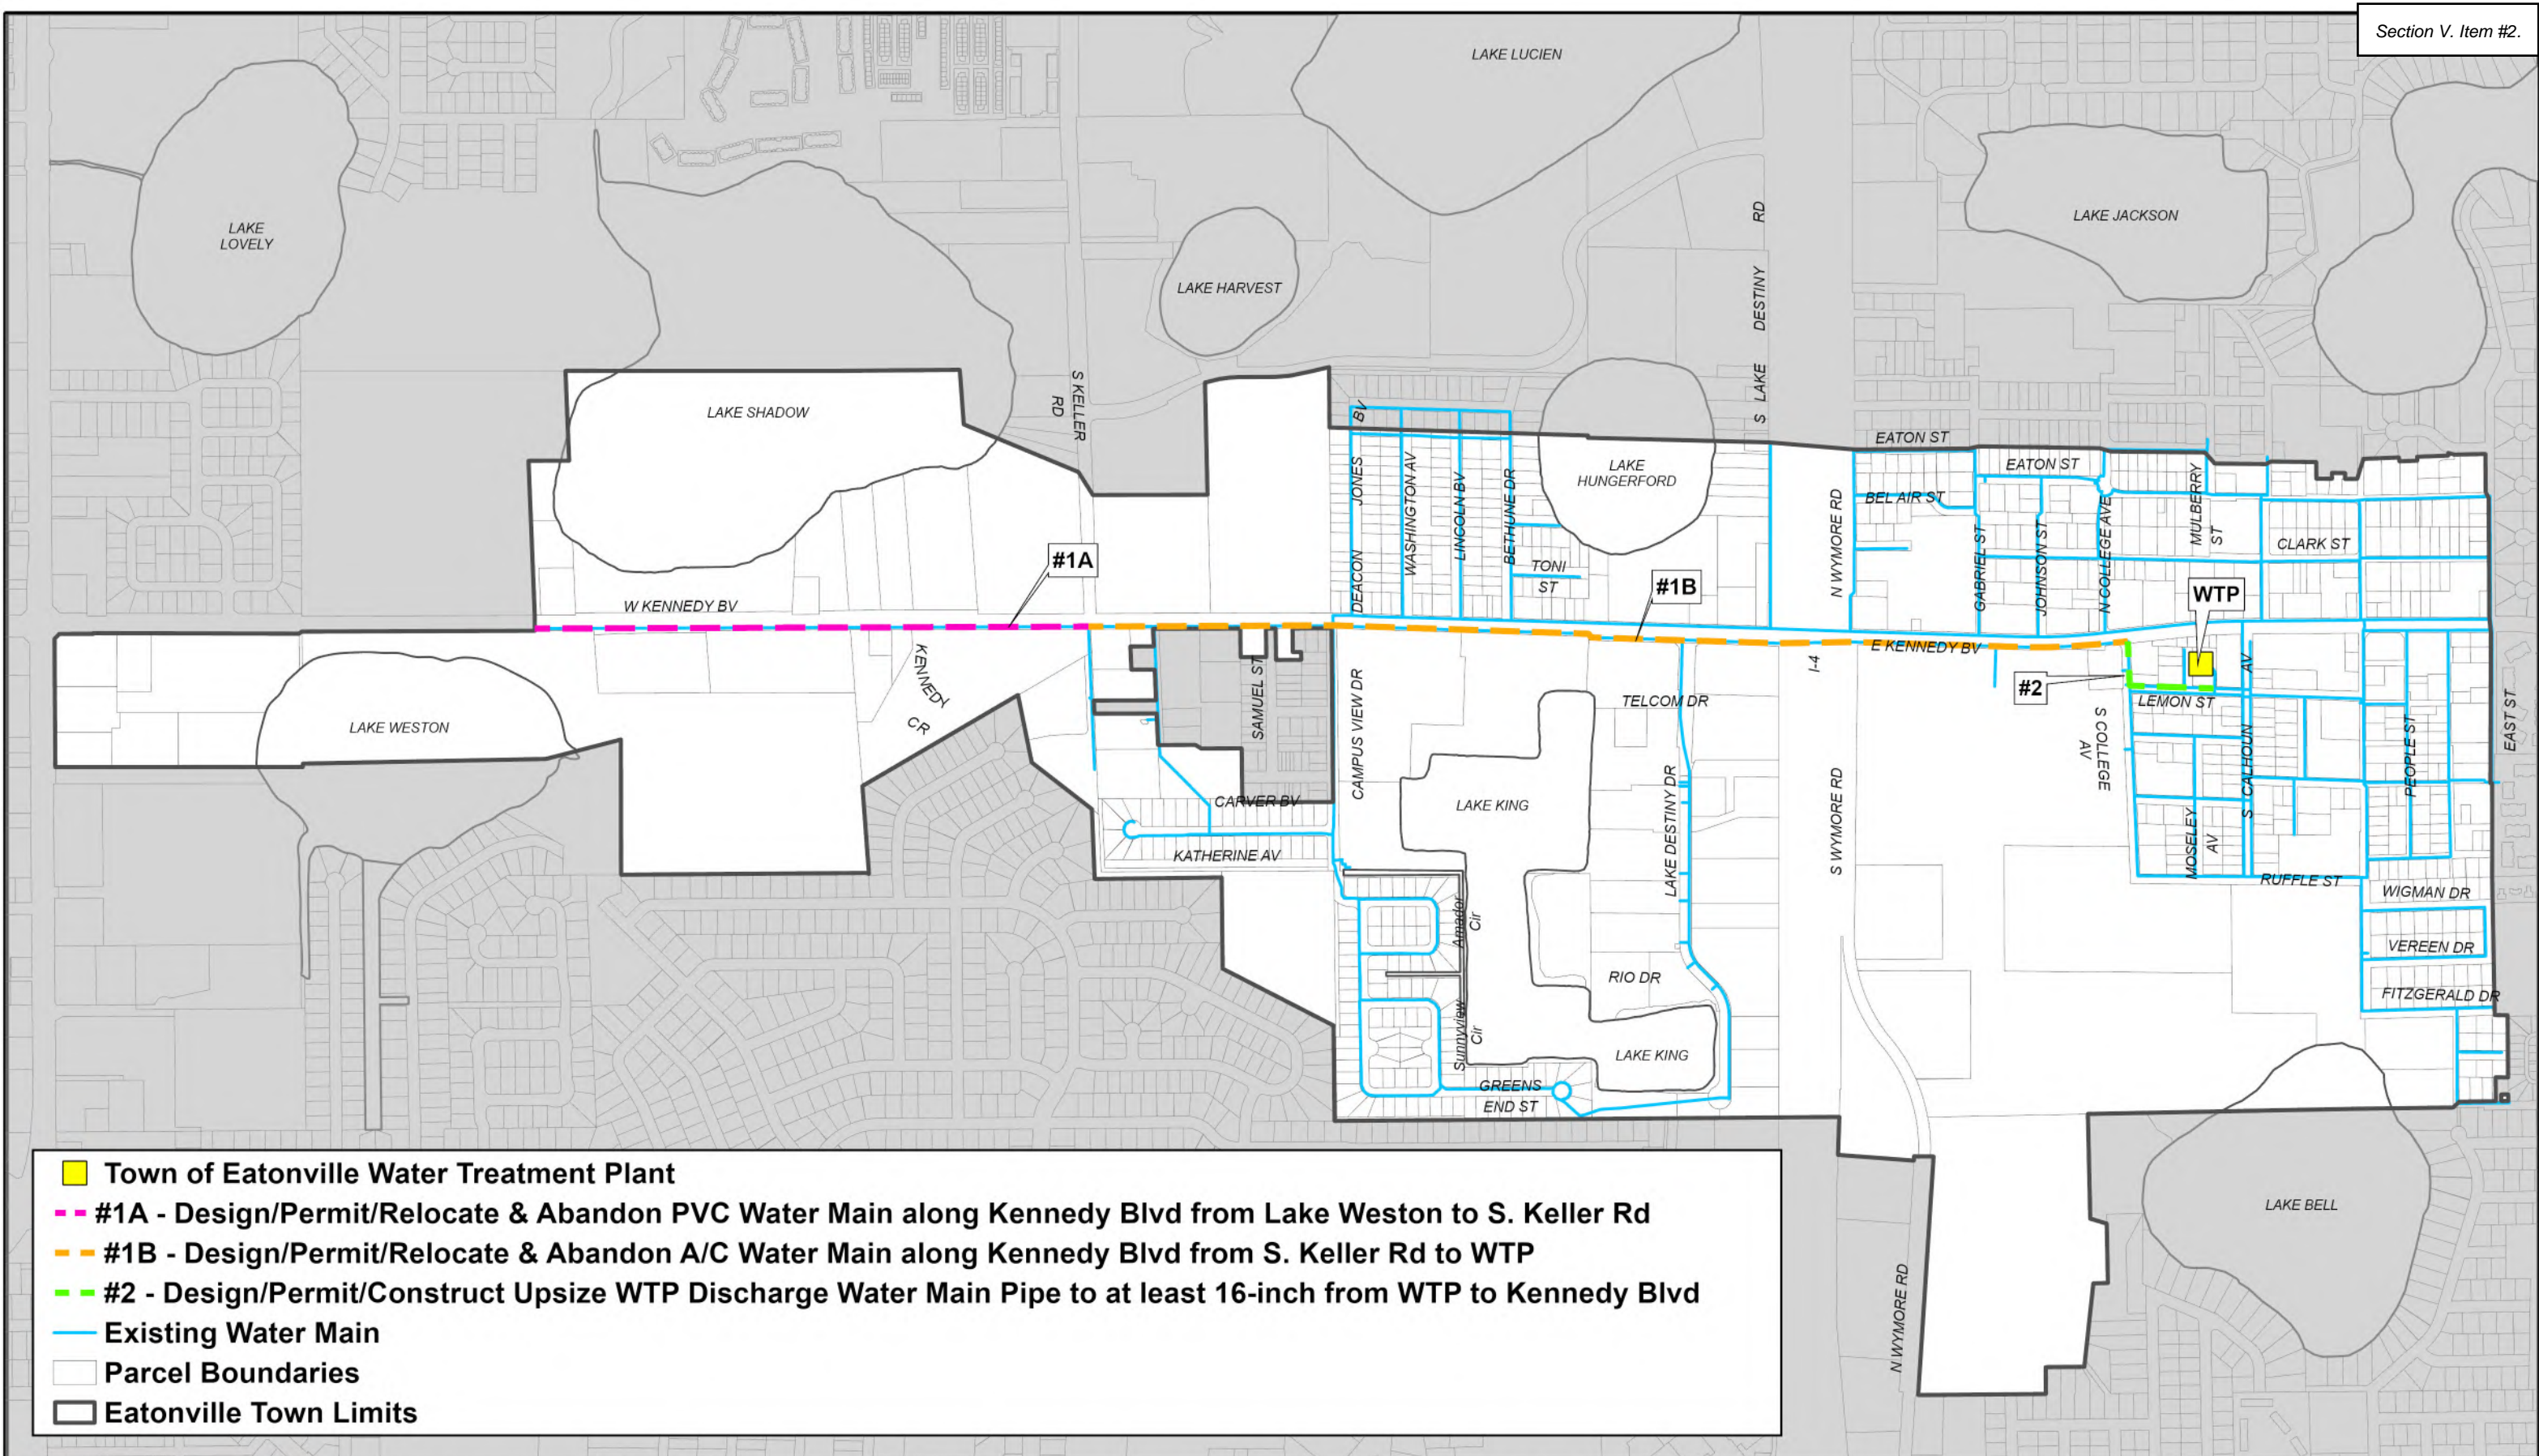 Section V. Item #2.
LAKE LUCIEN
LAKE
LOVELY
LAKE JACKSON
LAKE HARVEST
S LAKE DESTINY RD
S KELLER
RD
LAKE SHADOW
EATON ST
EATON ST
LAKE
HUNGERFORD
DEACON JONES BV
WASHINGTON AV
LINCOLN BV
BETHUNE DR
TONI
ST
N WYMORE RD
BEL AIR ST
GABRIEL ST
JOHNSON ST
N COLLEGE AVE
MULBERRY
ST
CLARK ST
#1A
#1B
WTP
W KENNEDY BV
E KENNEDY BV
#2
KENNEDY
CR
SAMUEL ST
CAMPUS VIEW DR
TELCOM DR
I-4
LEMON ST
S COLLEGE
AV
S CALHOUN AV
PEOPLE ST
EAST ST
LAKE WESTON
CARVER BV
KATHERINE AV
LAKE KING
LAKE DESTINY DR
S WYMORE RD
MOSELEY
AV
RUFFLE ST
WIGMAN DR
VEREEN DR
FITZGERALD DR
Amador
Cir
Sunnyview
Cir
RIO DR
LAKE KING
GREENS
END ST
LAKE BELL
N WYMORE RD
Town of Eatonville Water Treatment Plant
#1A - Design/Permit/Relocate & Abandon PVC Water Main along Kennedy Blvd from Lake Weston to S. Keller Rd
#1B - Design/Permit/Relocate & Abandon A/C Water Main along Kennedy Blvd from S. Keller Rd to WTP
#2 - Design/Permit/Construct Upsize WTP Discharge Water Main Pipe to at least 16-inch from WTP to Kennedy Blvd
Existing Water Main
Parcel Boundaries
Eatonville Town Limits